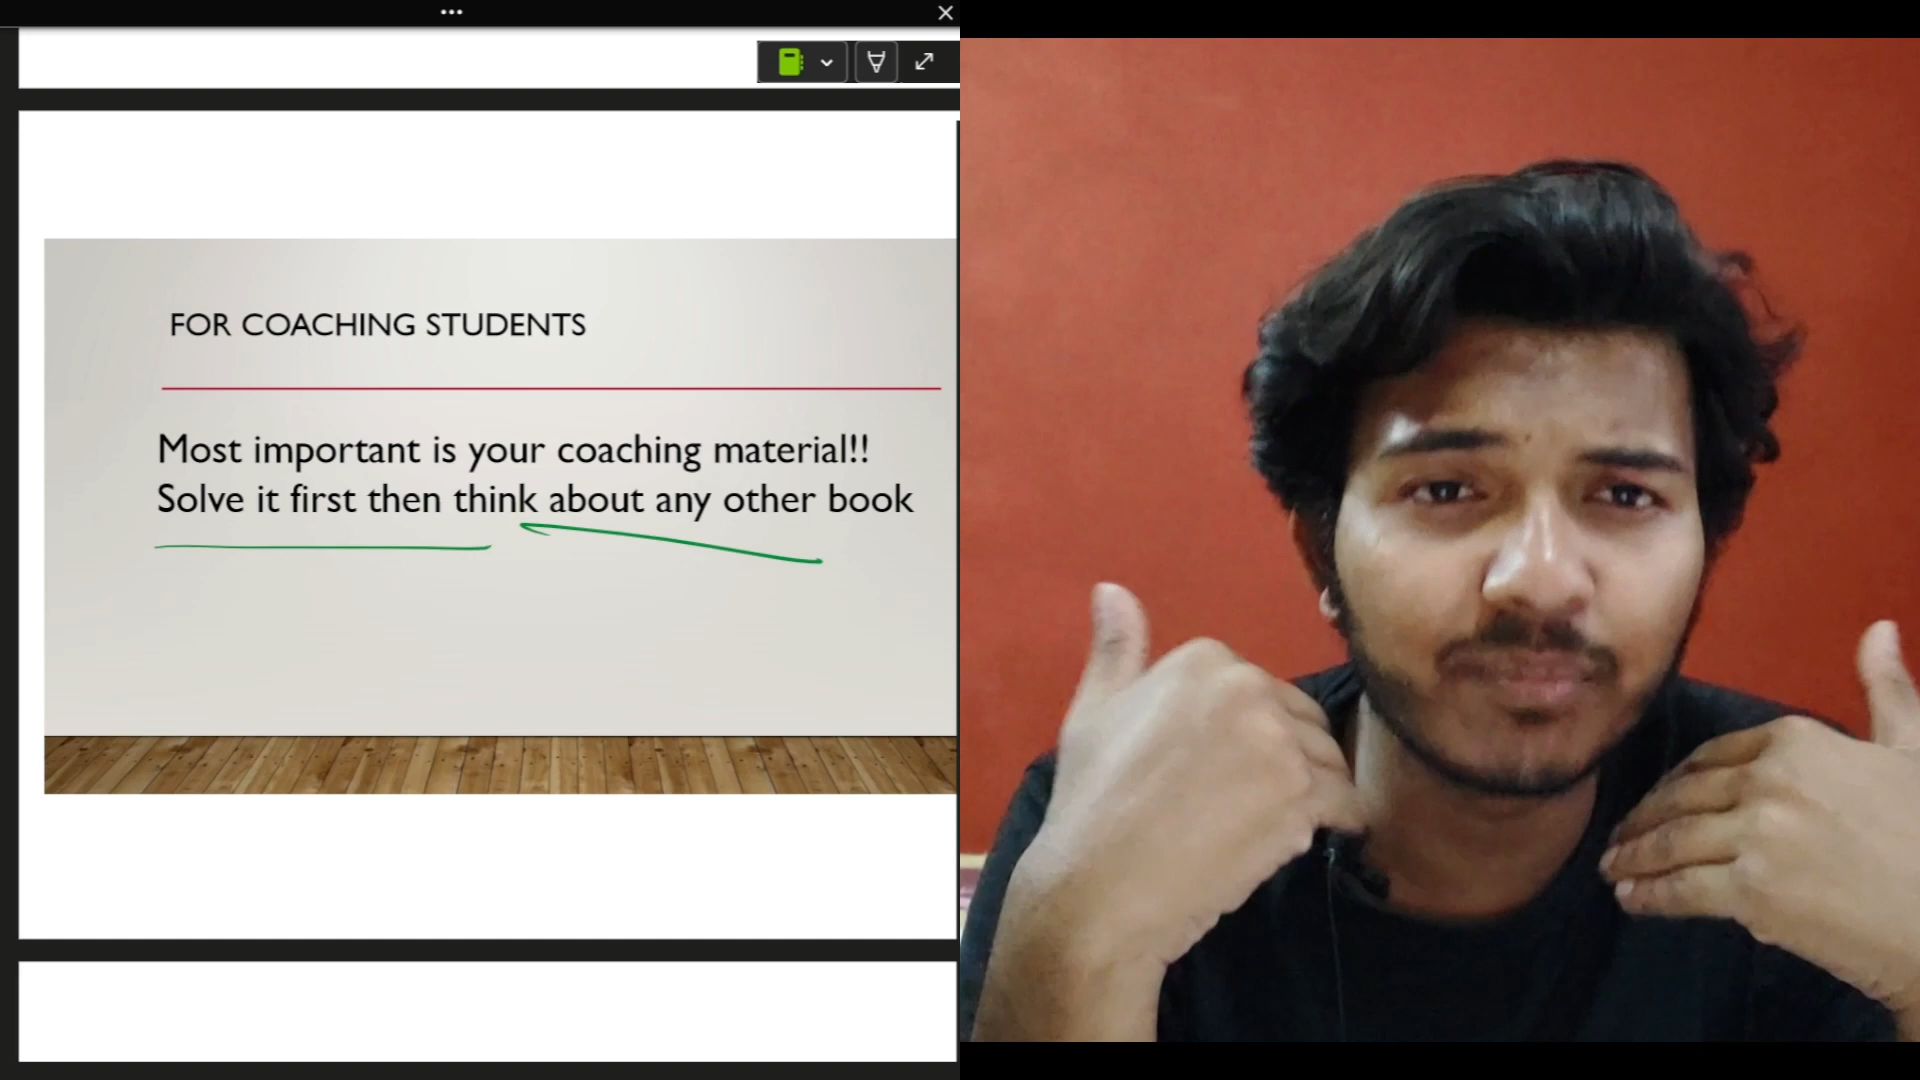 FOR COACHING STUDENTS
Most important is your coaching material!!
Solve it first then think about any other book